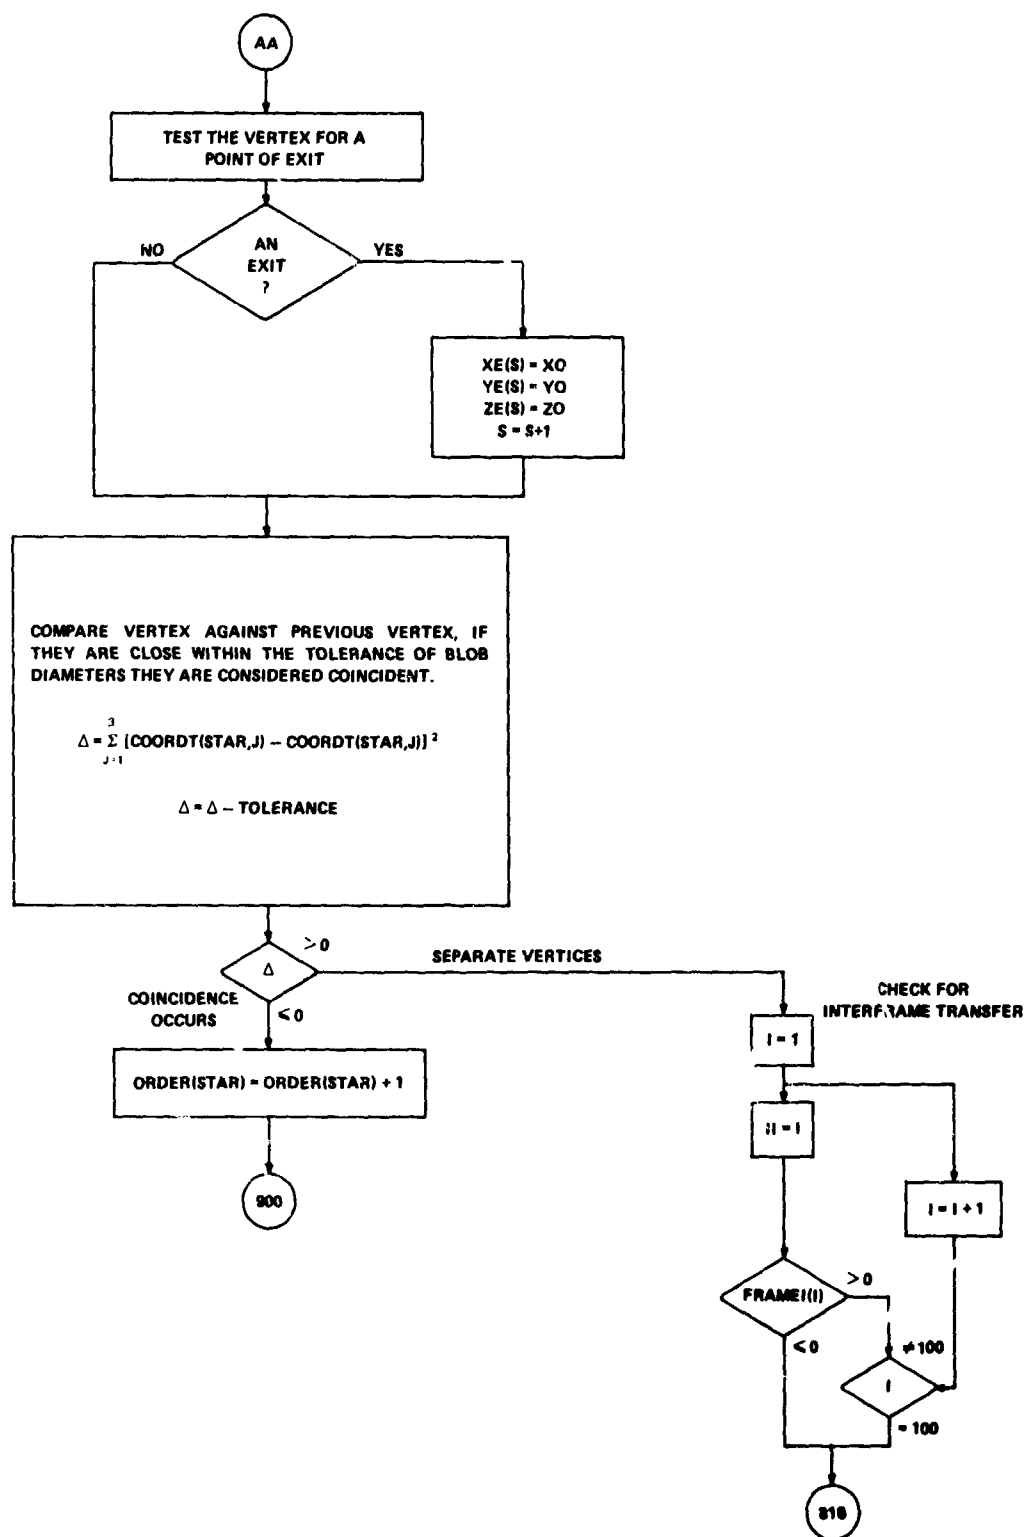 AA
TEST THE VERTEX FOR A
POINT OF EXIT
NO
AN
EXIT
?
YES
XE(S) = XO
YE(S) = YO
ZE(S) = ZO
S = S+1
COMPARE VERTEX AGAINST PREVIOUS VERTEX, IF
THEY ARE CLOSE WITHIN THE TOLERANCE OF BLOB
DIAMETERS THEY ARE CONSIDERED COINCIDENT.
Δ = Σ [COORDT(STAR,J) – COORDT(STAR,J)] ²
3
J=1
Δ = Δ – TOLERANCE
> 0
Δ
SEPARATE VERTICES
COINCIDENCE
OCCURS
≤ 0
CHECK FOR
INTERFRAME TRANSFER
I = 1
ORDER(STAR) = ORDER(STAR) + 1
II = I
900
I = I + 1
FRAMEI(I)
> 0
≤ 0
≠ 100
I
= 100